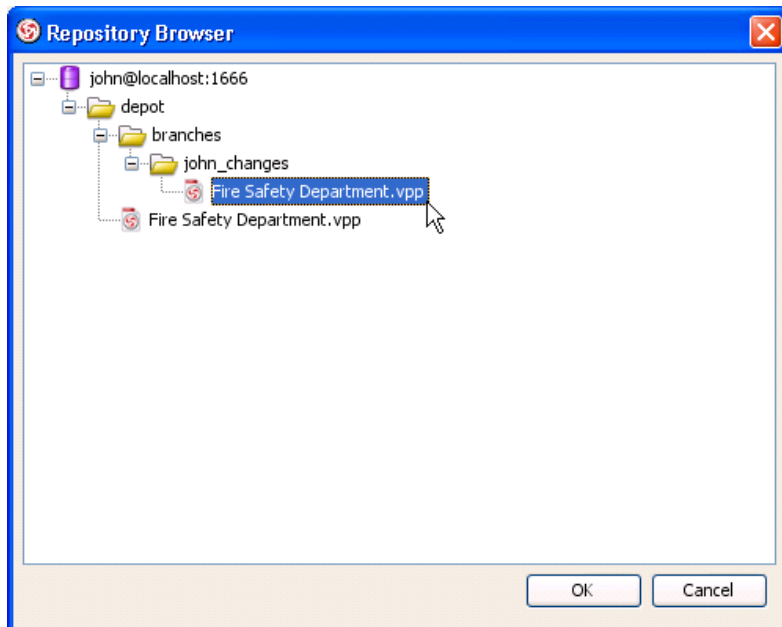 Repository Browser
john@localhost:1666
depot
branches
john_changes
Fire Safety Department.vpp
Fire Safety Department.vpp
OK Cancel